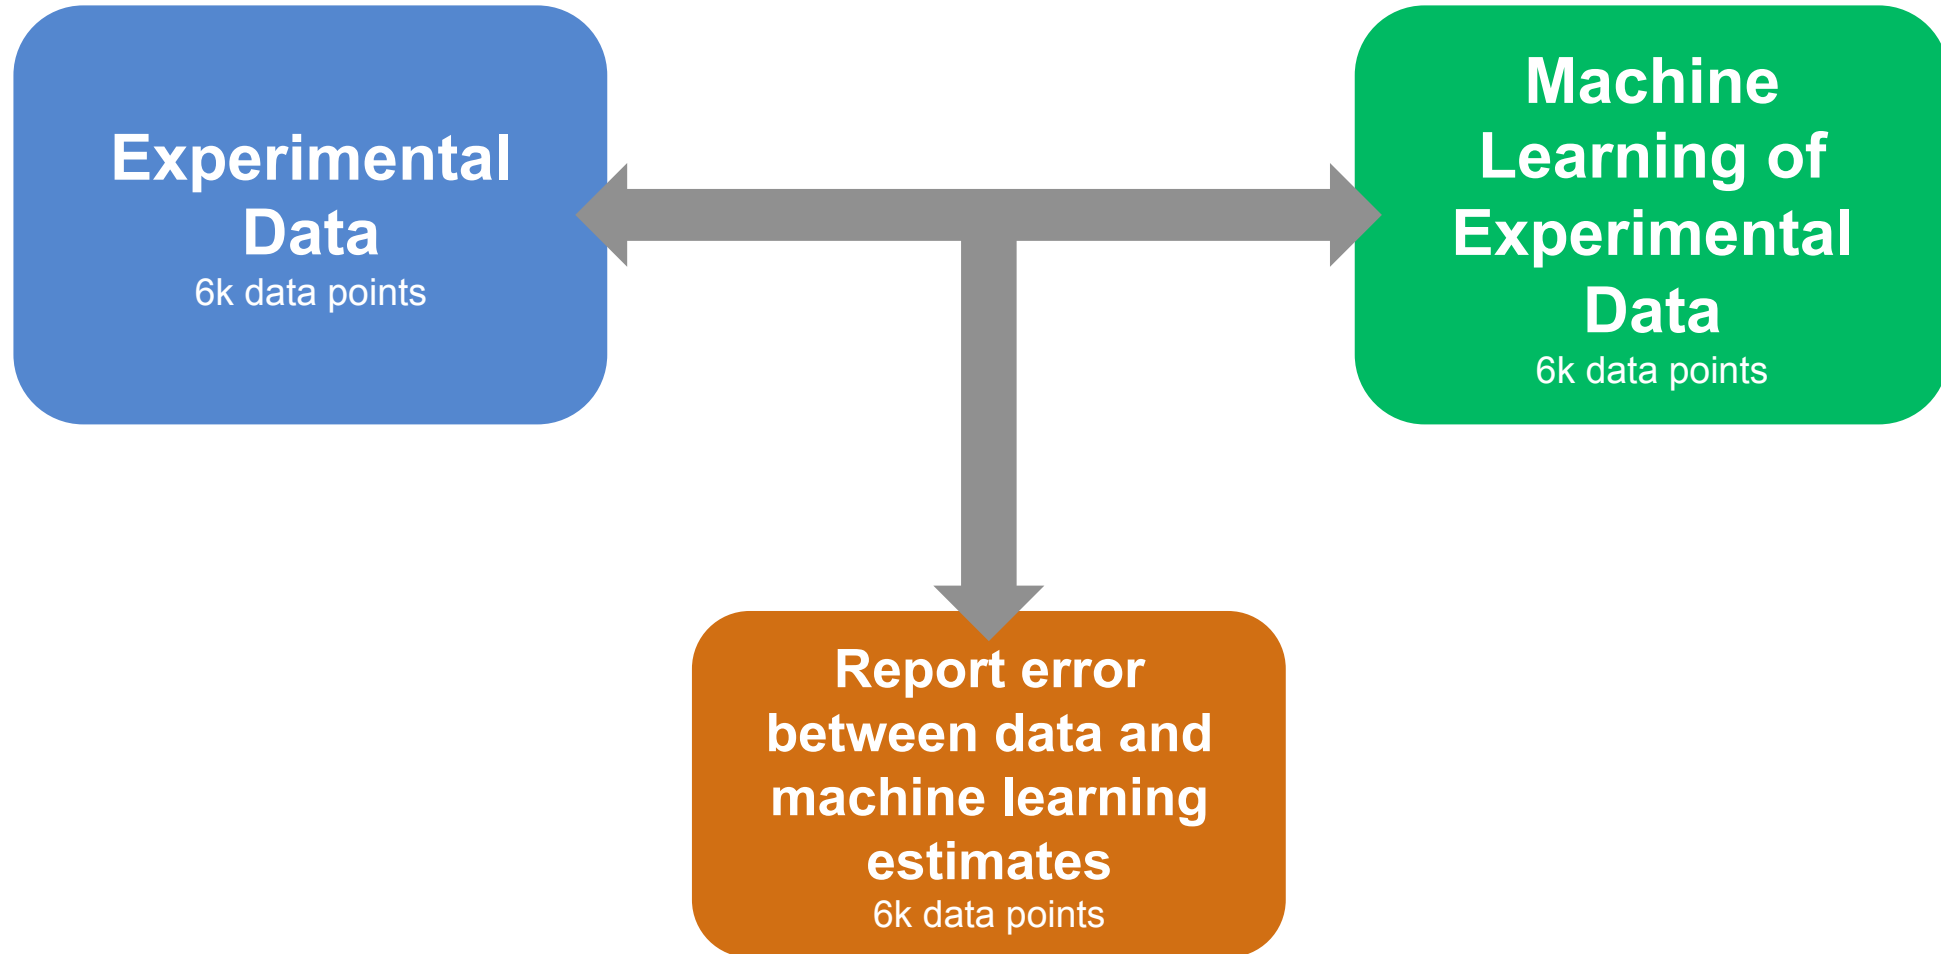 Experimental
Data
6k data points
Machine
Learning of
Experimental
Data
6k data points
Report error
between data and
machine learning
estimates
6k data points